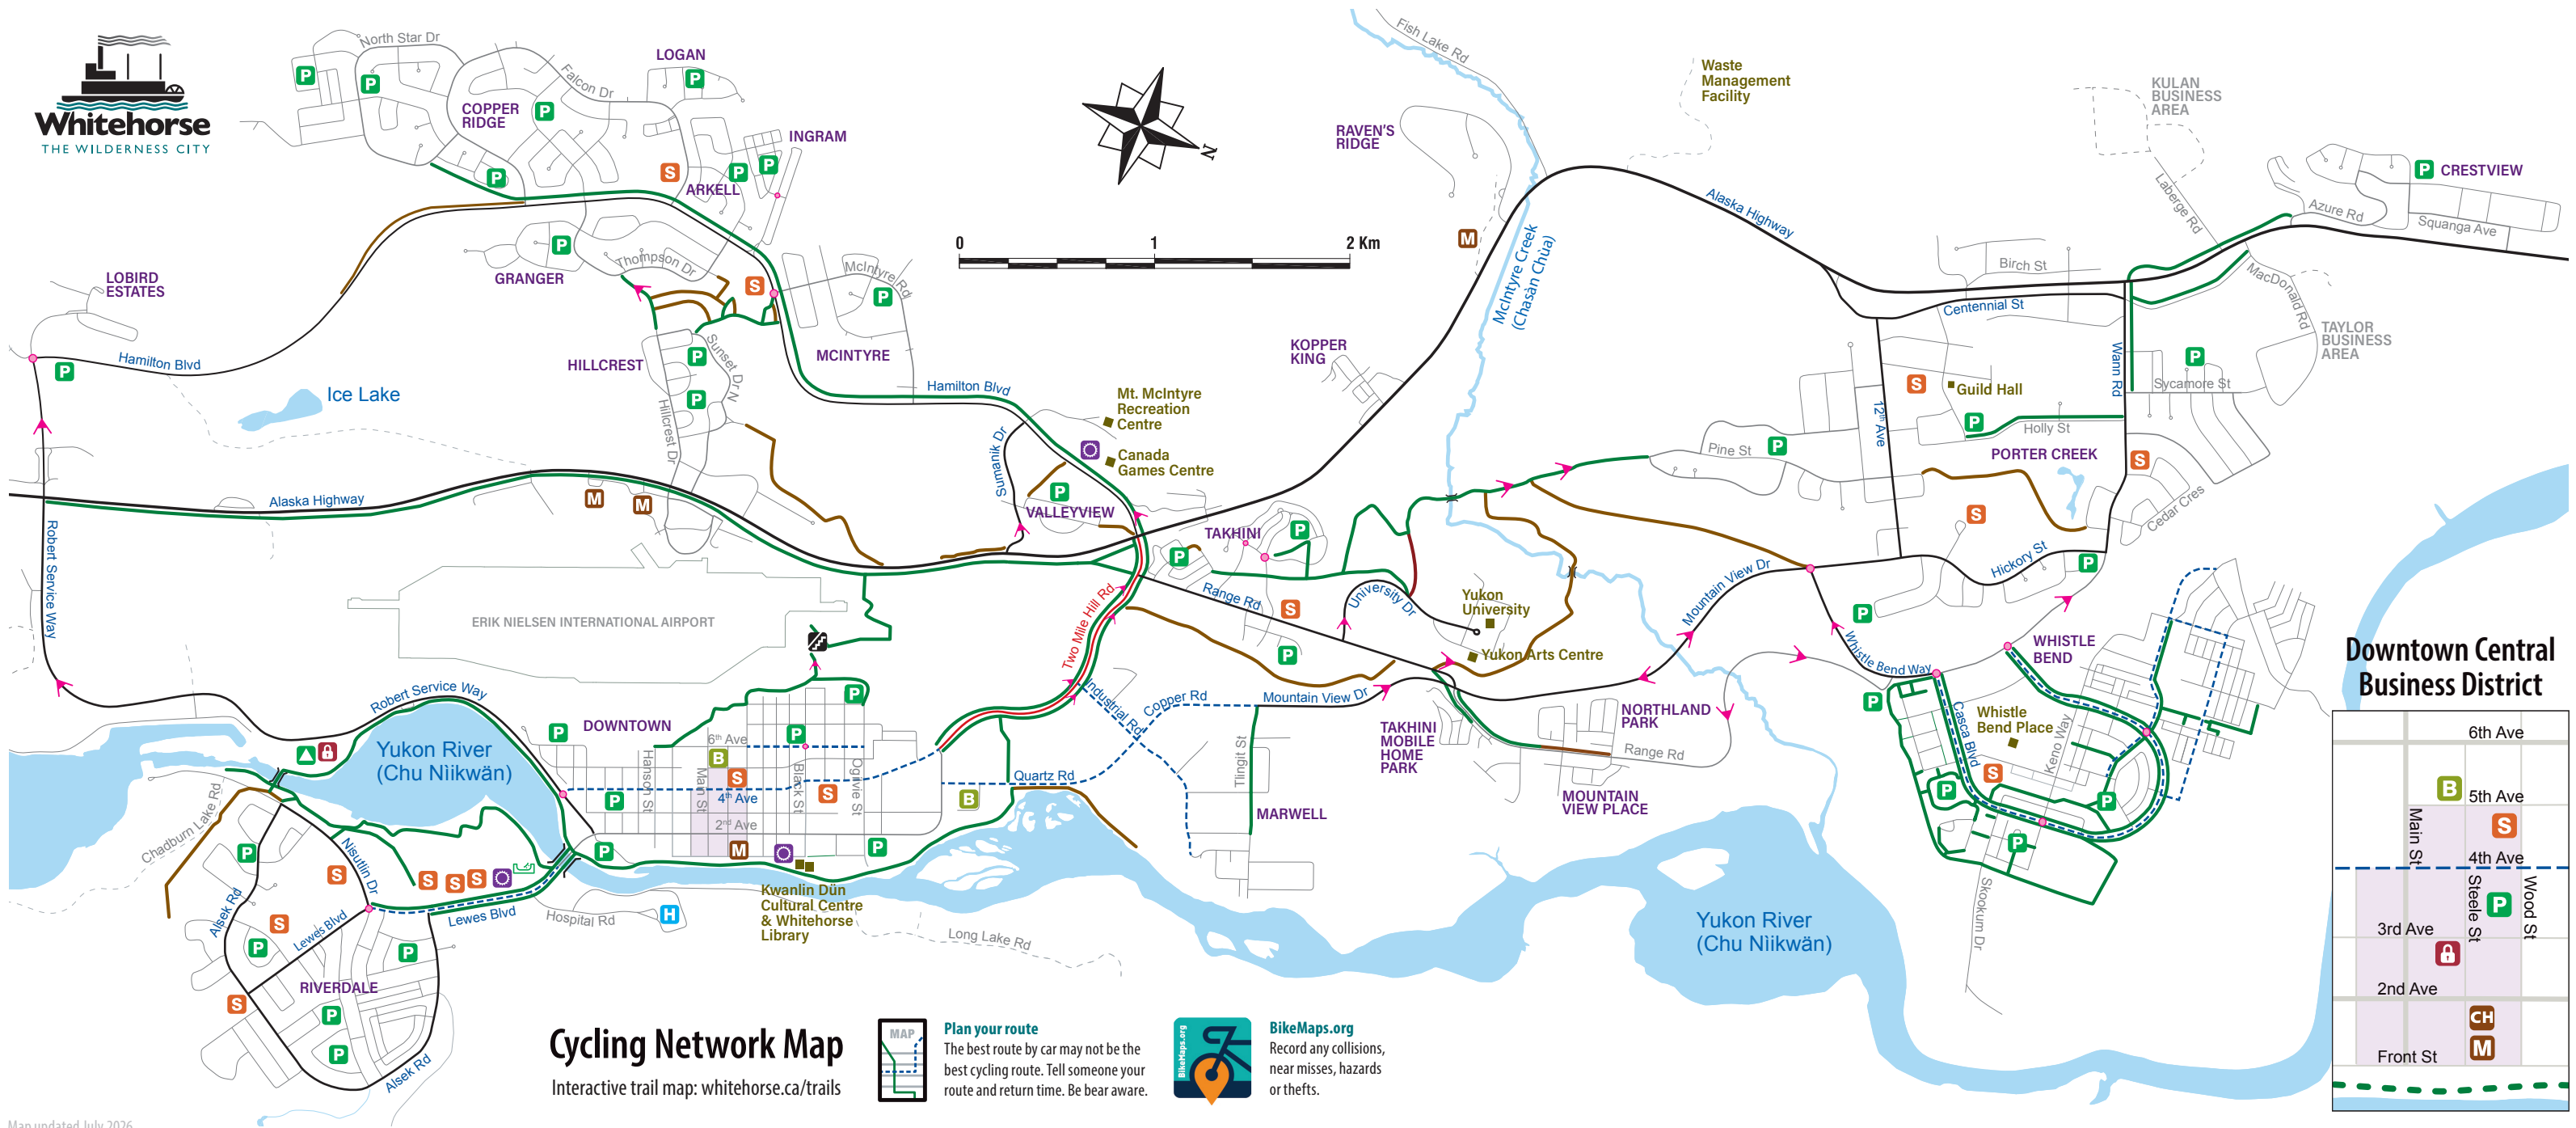 Whitehorse
THE WILDERNESS CITY
North Star Dr
Falcon Dr
LOGAN
P
P
P
P
COPPER
RIDGE
INGRAM
S
P
P
ARKELL
P
GRANGER
P
Thompson Dr
S
McIntyre Rd
P
MCINTYRE
LOBIRD
ESTATES
Hamilton Blvd
P
Ice Lake
HILLCREST
P
P
Sunset Dr N
Hillcrest Dr
Hamilton Blvd
N
0
1
2 Km
Mt. McIntyre
Recreation
Centre
Canada
Games Centre
Sumanik Dr
P
VALLEYVIEW
Alaska Highway
M
M
Robert Service Way
ERIK NIELSEN INTERNATIONAL AIRPORT
Fish Lake Rd
RAVEN'S
RIDGE
M
Waste
Management
Facility
Alaska Highway
McIntyre Creek
(Chasàn Chùa)
KOPPER
KING
KULAN
BUSINESS
AREA
Laberge Rd
P
CRESTVIEW
Azure Rd
Squanga Ave
Birch St
Centennial St
MacDonald Rd
TAYLOR
BUSINESS
AREA
Wann Rd
P
Sycamore St
S
Guild Hall
12th Ave
P
Holly St
PORTER CREEK
S
Pine St
P
S
Cedar Cres
Hickory St
P
TAKHINI
P
P
Range Rd
S
P
University Dr
Yukon
University
Yukon Arts Centre
Mountain View Dr
P
Whistle Bend Way
WHISTLE
BEND
P
Casca Blvd
Whistle
Bend Place
Keno Way
S
P
P
P
Skookum Dr
Two Mile Hill Rd
Industrial Rd
Copper Rd
Mountain View Dr
TAKHINI
MOBILE
HOME
PARK
NORTHLAND
PARK
Range Rd
MOUNTAIN
VIEW PLACE
Tlingit St
MARWELL
Quartz Rd
B
Robert Service Way
Yukon River
(Chu Nìikwän)
DOWNTOWN
P
P
P
6th Ave
B
S
Hanson St
Main St
Black St
Ogilvie St
4th Ave
P
S
2nd Ave
P
M
P
Kwanlin Dün
Cultural Centre
& Whitehorse
Library
Chadburn Lake Rd
P
Nisutlin Dr
S
S
S
S
Lewes Blvd
Hospital Rd
H
Long Lake Rd
Alsek Rd
S
Lewes Blvd
P
P
RIVERDALE
S
P
P
Alsek Rd
Yukon River
(Chu Nìikwän)
Cycling Network Map
Interactive trail map: whitehorse.ca/trails
MAP
Plan your route
The best route by car may not be the
best cycling route. Tell someone your
route and return time. Be bear aware.
BikeMaps.org
BikeMaps.org
Record any collisions,
near misses, hazards
or thefts.
Downtown Central
Business District
6th Ave
B
5th Ave
S
Main St
4th Ave
Steele St
P
Wood St
3rd Ave
2nd Ave
CH
M
Front St
Map updated July 2026